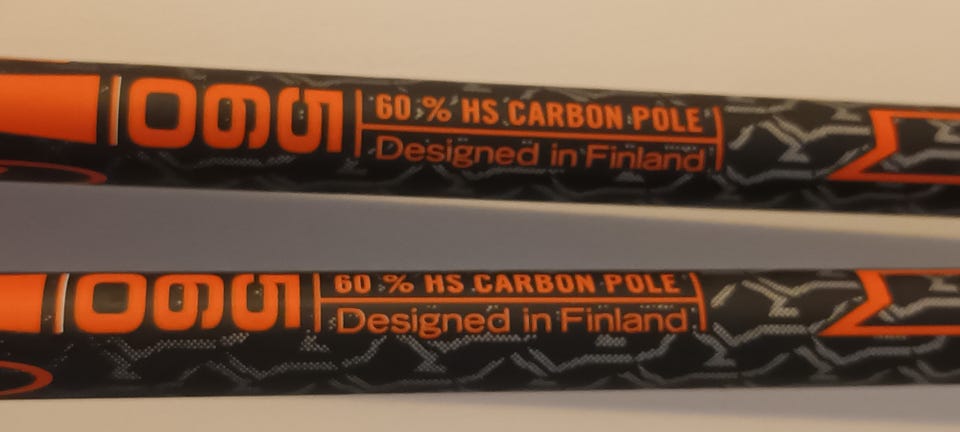 60 % HS CARBON POLE
Designed in Finland
60 % HS CARBON POLE
Designed in Finland